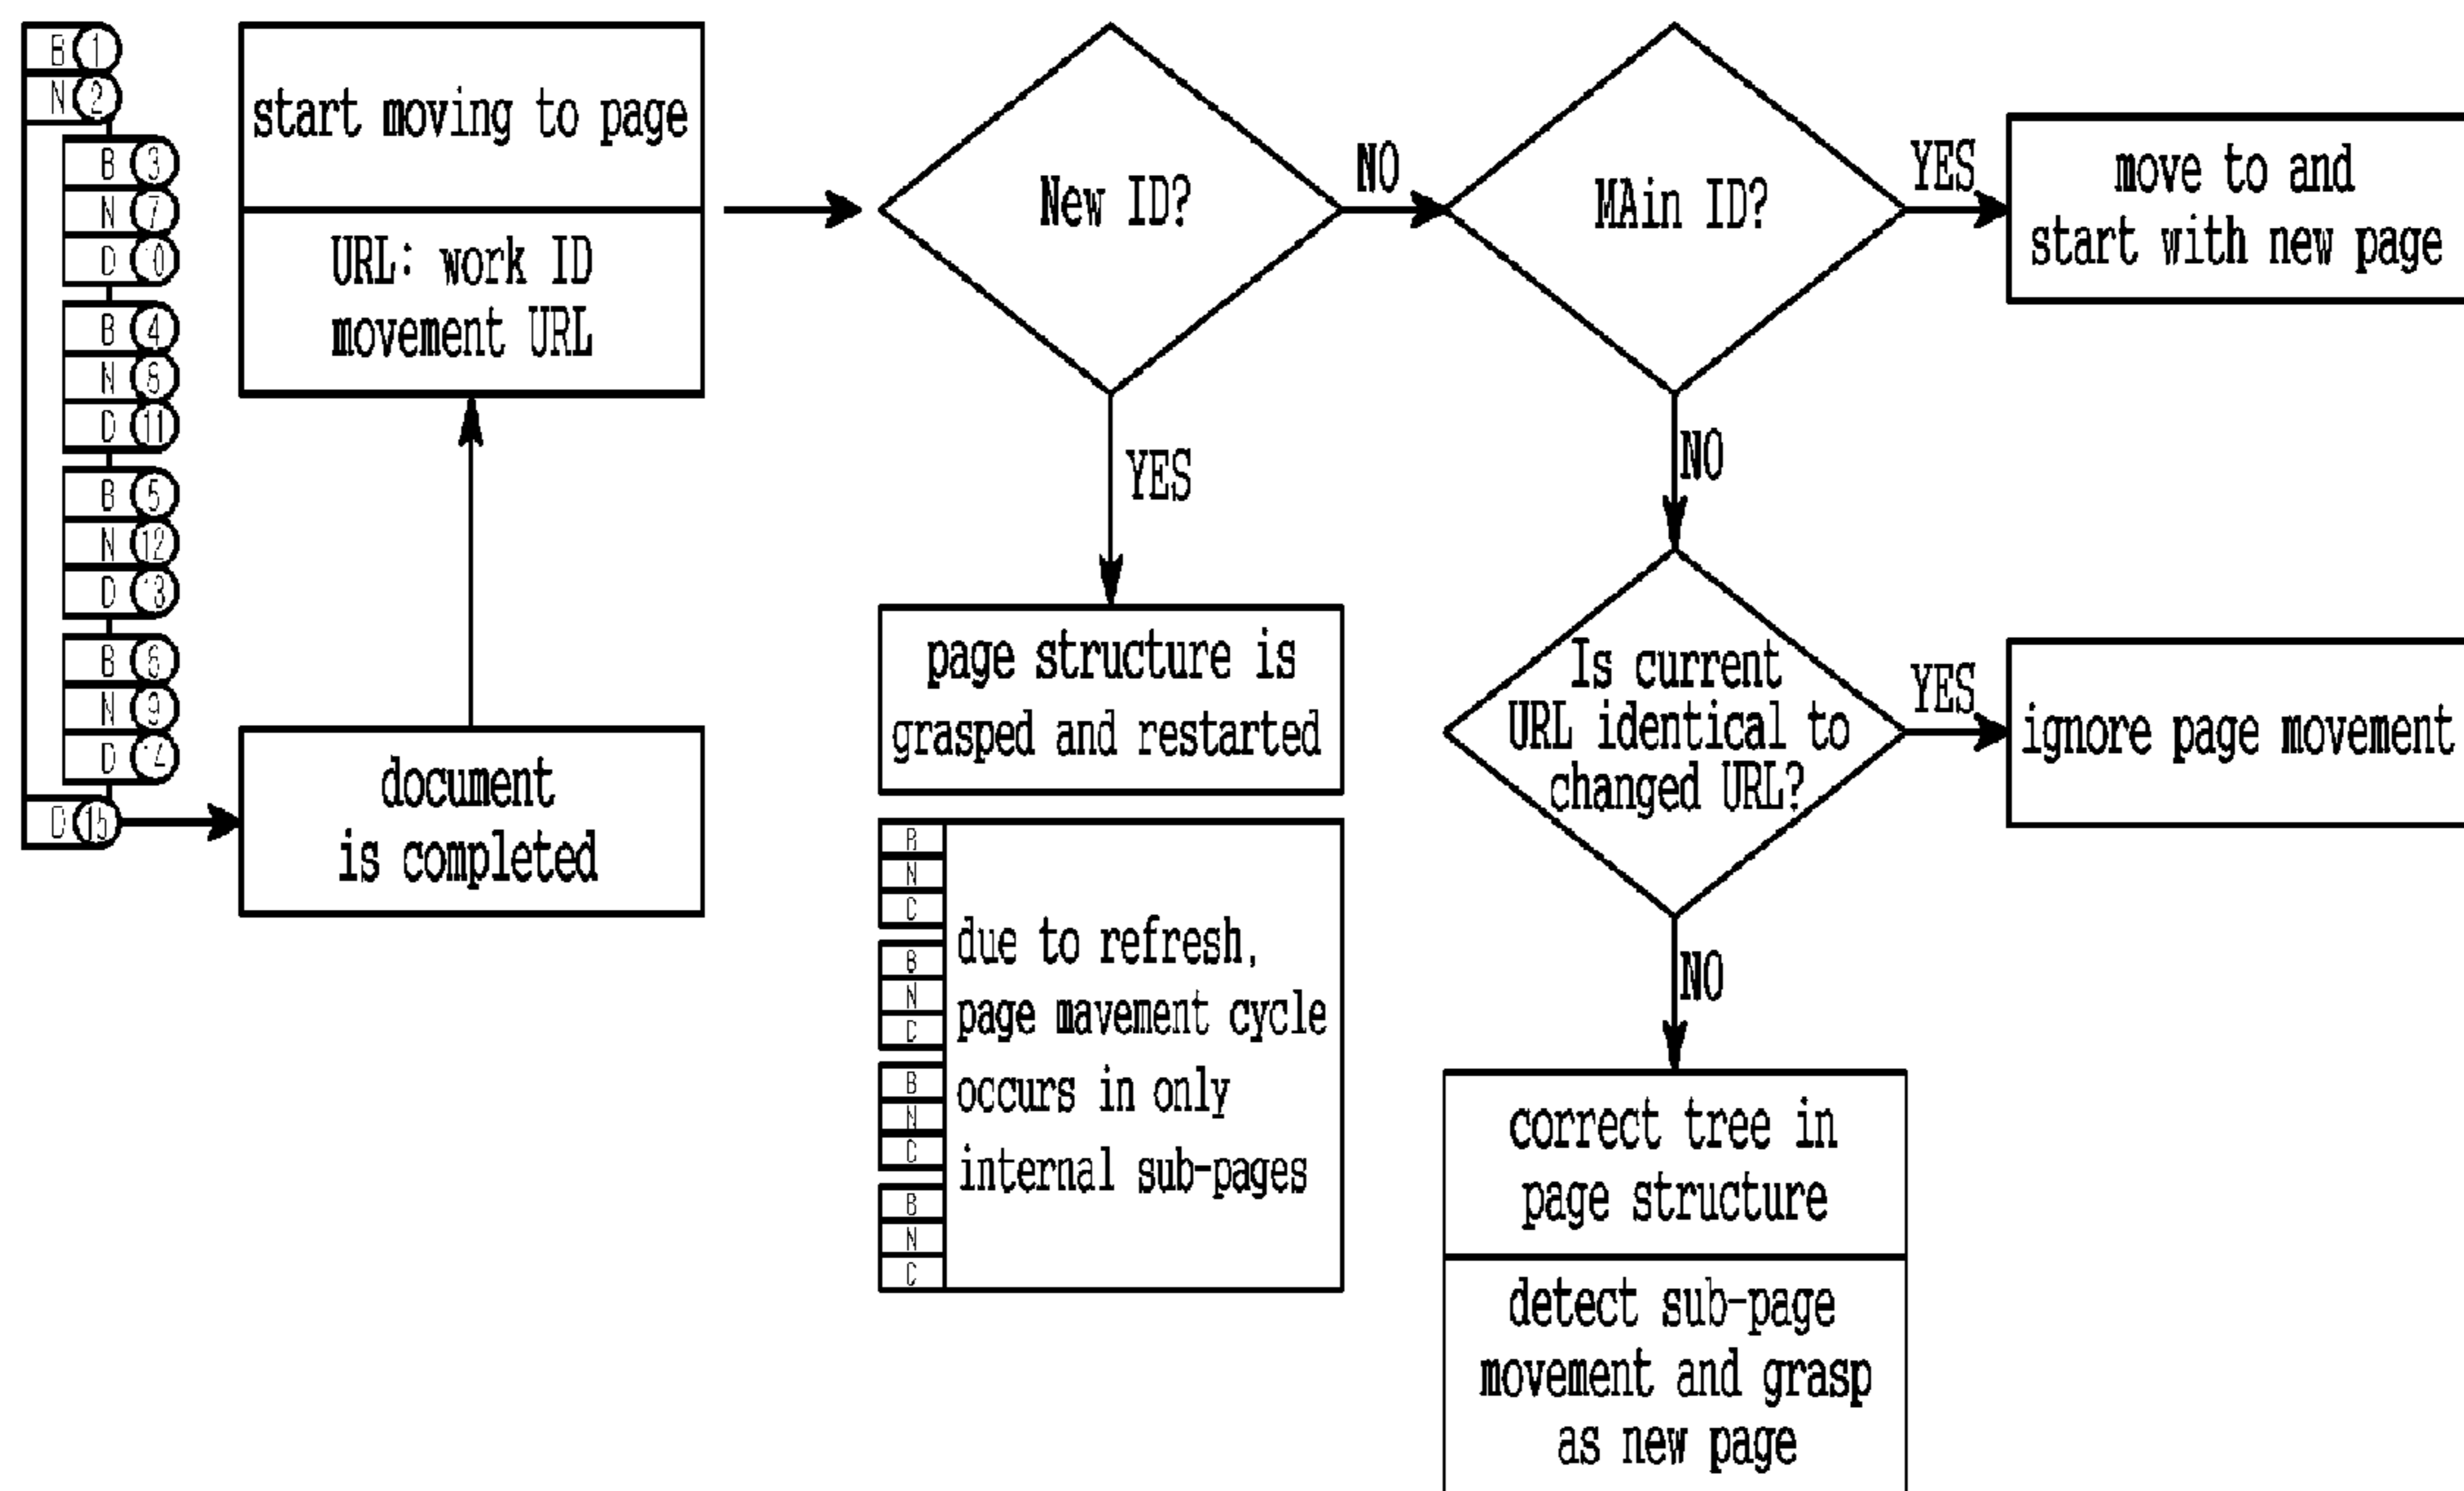 B 1
N 2
B 3
N 7
D 10
B 4
N 8
D 11
B 5
N 12
D 13
B 6
N 9
D 14
D 15
start moving to page
URL: work ID
movement URL
document
is completed
New ID?
NO
YES
MAin ID?
YES
NO
move to and
start with new page
page structure is
grasped and restarted
B
N
C
B
N
C
B
N
C
B
N
C
due to refresh,
page mavement cycle
occurs in only
internal sub-pages
Is current
URL identical to
changed URL?
YES
NO
ignore page movement
correct tree in
page structure
detect sub-page
movement and grasp
as new page